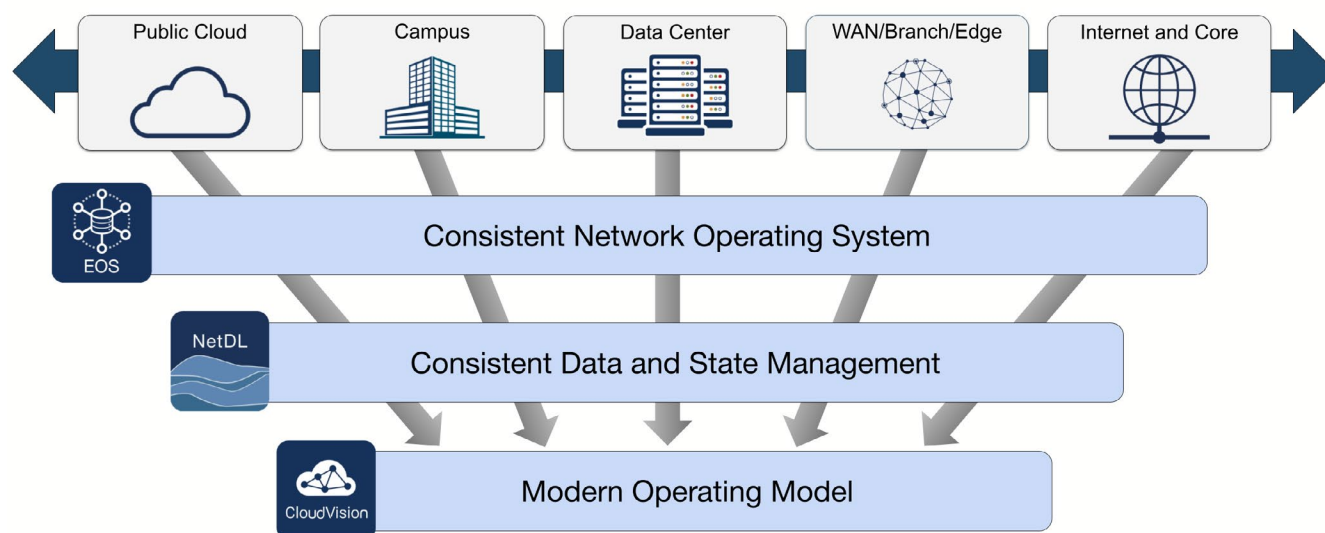 Public Cloud
Campus
Data Center
WAN/Branch/Edge
Internet and Core
EOS
Consistent Network Operating System
NetDL
Consistent Data and State Management
CloudVision
Modern Operating Model